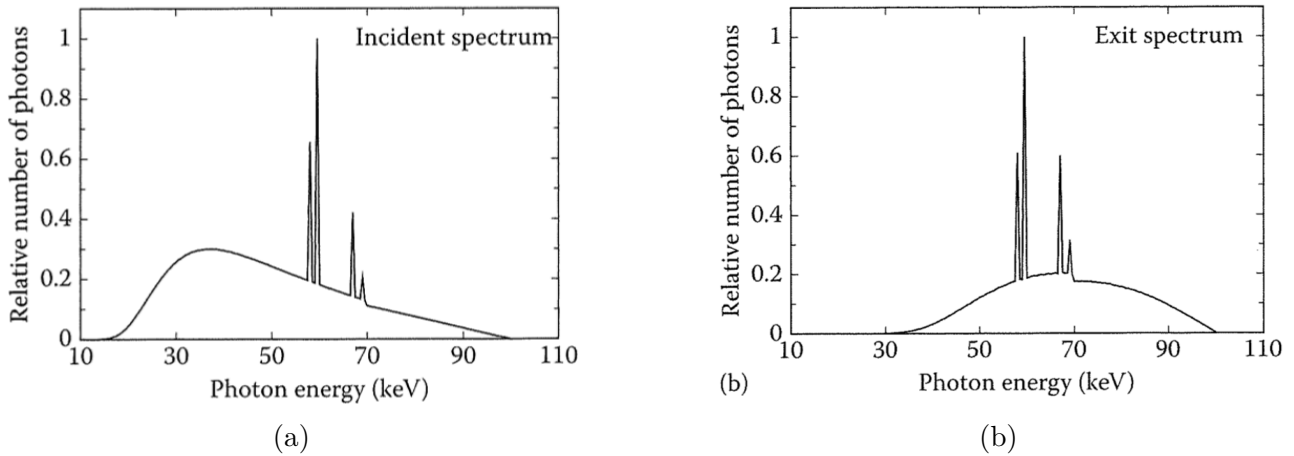 Incident spectrum
Relative number of photons
1
0.8
0.6
0.4
0.2
0
10 30 50 70 90 110
Photon energy (keV)
(a)
Exit spectrum
Relative number of photons
1
0.8
0.6
0.4
0.2
0
10 30 50 70 90 110
(b) Photon energy (keV)
(b)